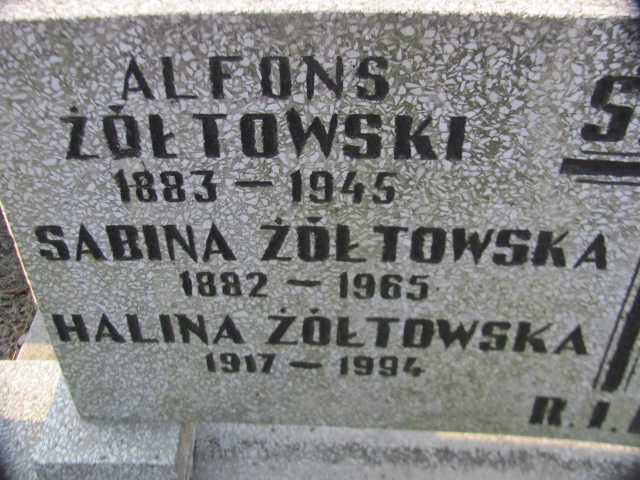 ALFONS
ŻÓŁTOWSKI
1883 – 1945
SABINA ŻÓŁTOWSKA
1882 – 1965
HALINA ŻÓŁTOWSKA
1917 – 1994
R.I.